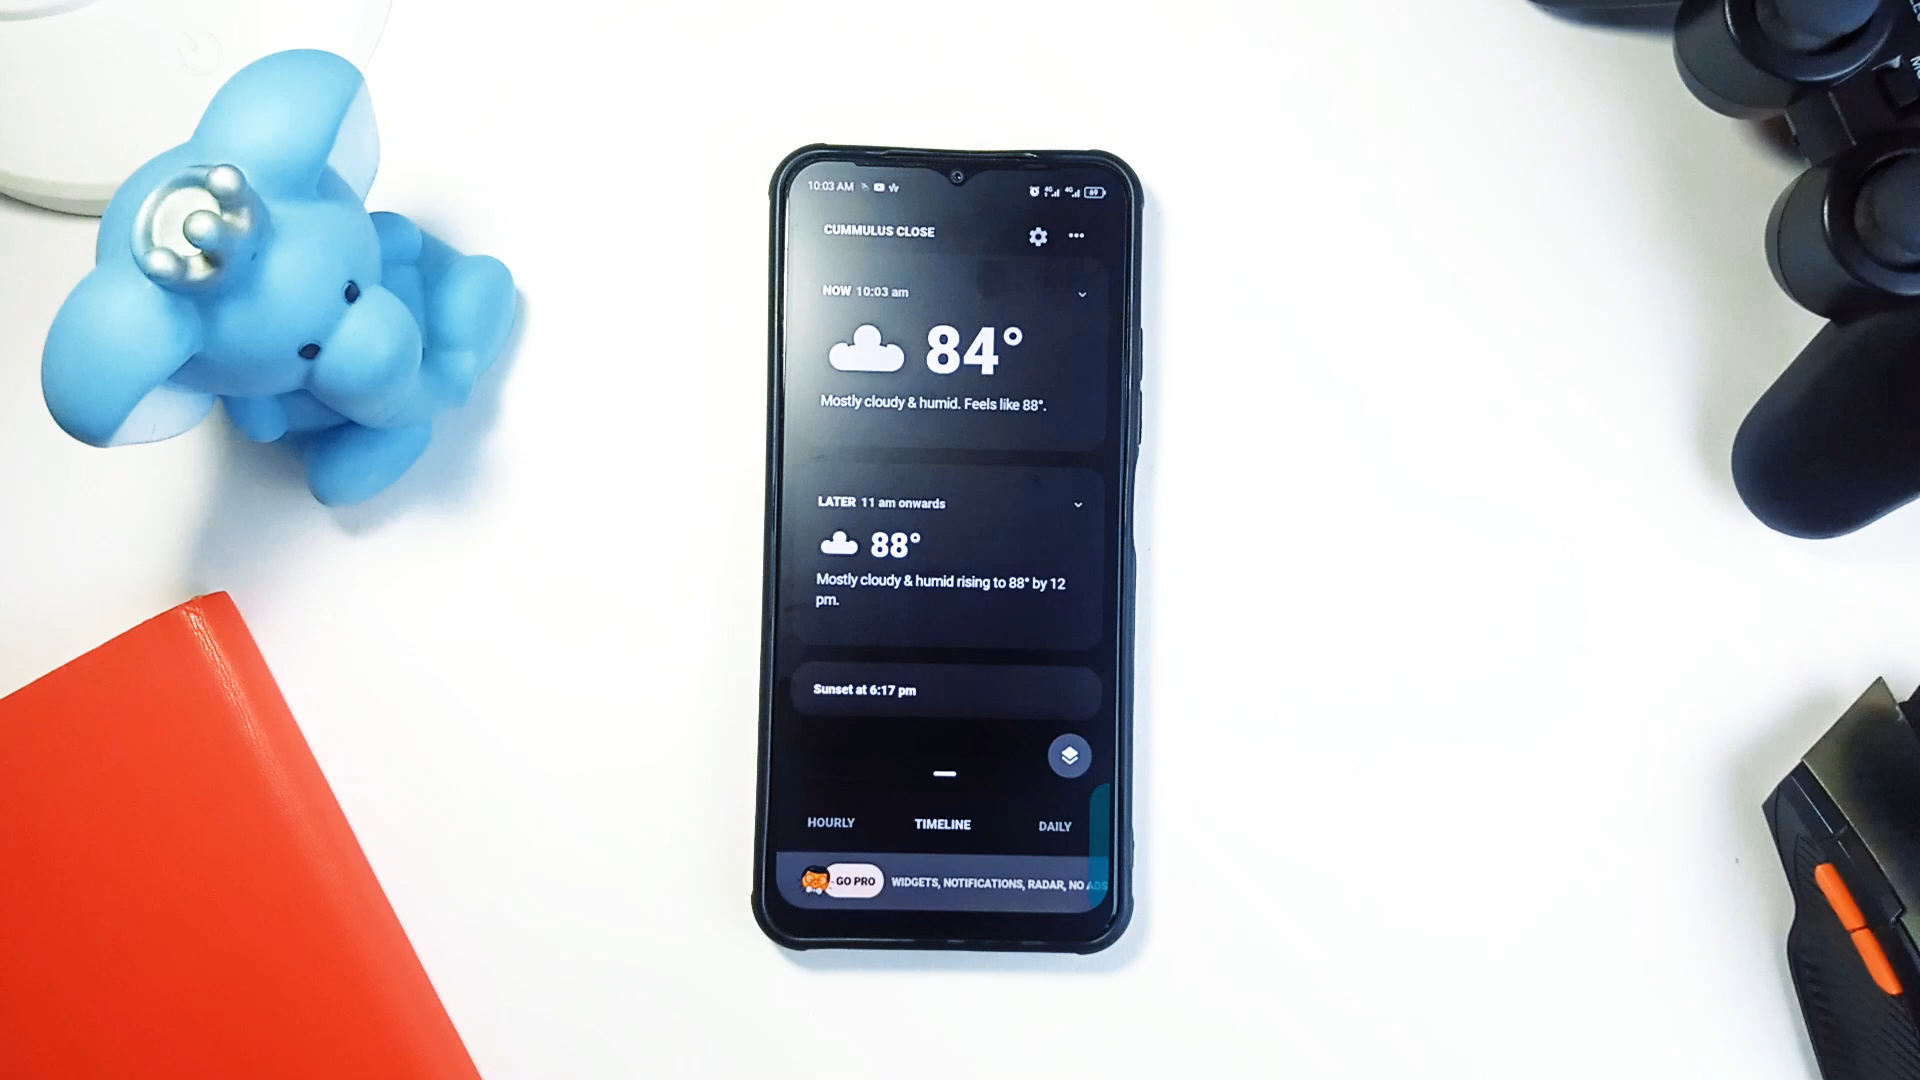 10:03 AM
69
CUMMULUS CLOSE
NOW 10:03 am
84°
Mostly cloudy & humid. Feels like 88°.
LATER 11 am onwards
88°
Mostly cloudy & humid rising to 88° by 12
pm.
Sunset at 6:17 pm
HOURLY TIMELINE DAILY
GO PRO WIDGETS, NOTIFICATIONS, RADAR, NO ADS